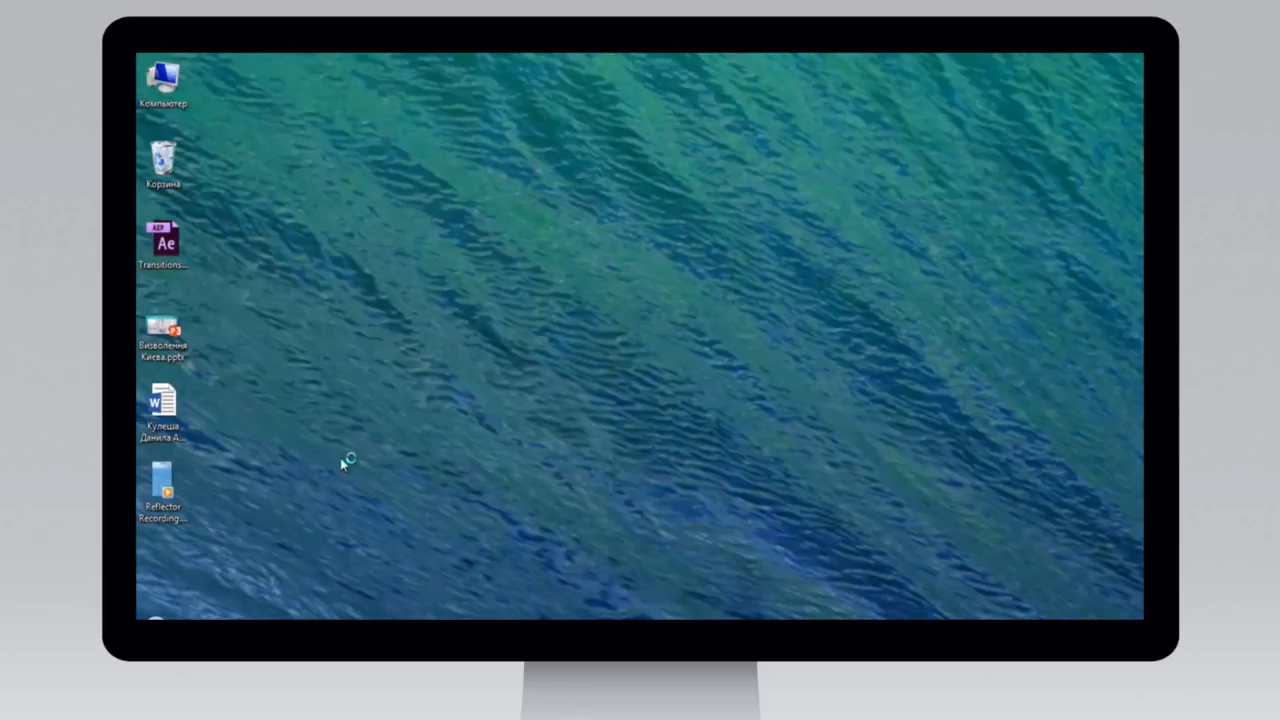 Компьютер
Корзина
AEP
Ae
Transitions...
Визволення
Києва.pptx
W
Кулеша
Данила А...
Reflector
Recording....